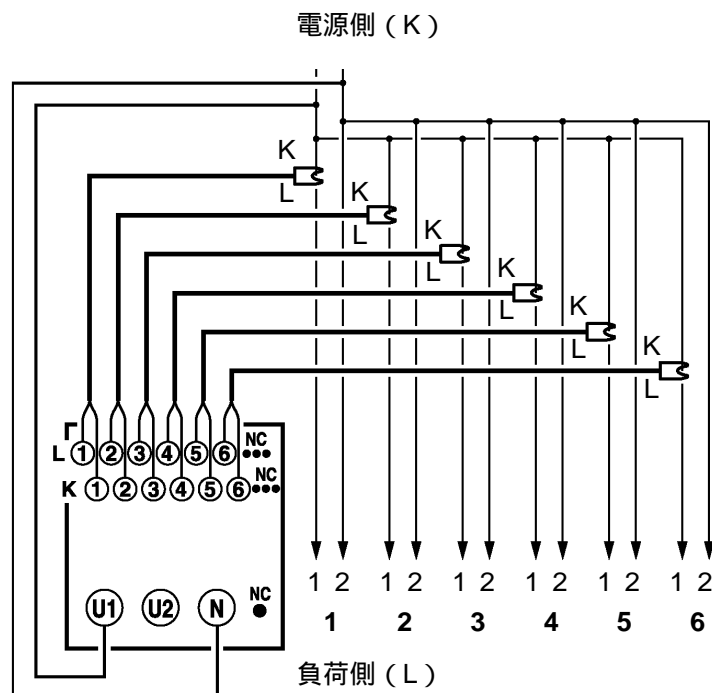 電源側（K）
K
L
K
L
K
L
K
L
K
L
K
L
L ① ② ③ ④ ⑤ ⑥ NC
K ① ② ③ ④ ⑤ ⑥ NC
U1 U2 N NC
1 2 1 2 1 2 1 2 1 2 1 2
1 2 3 4 5 6
負荷側（L）